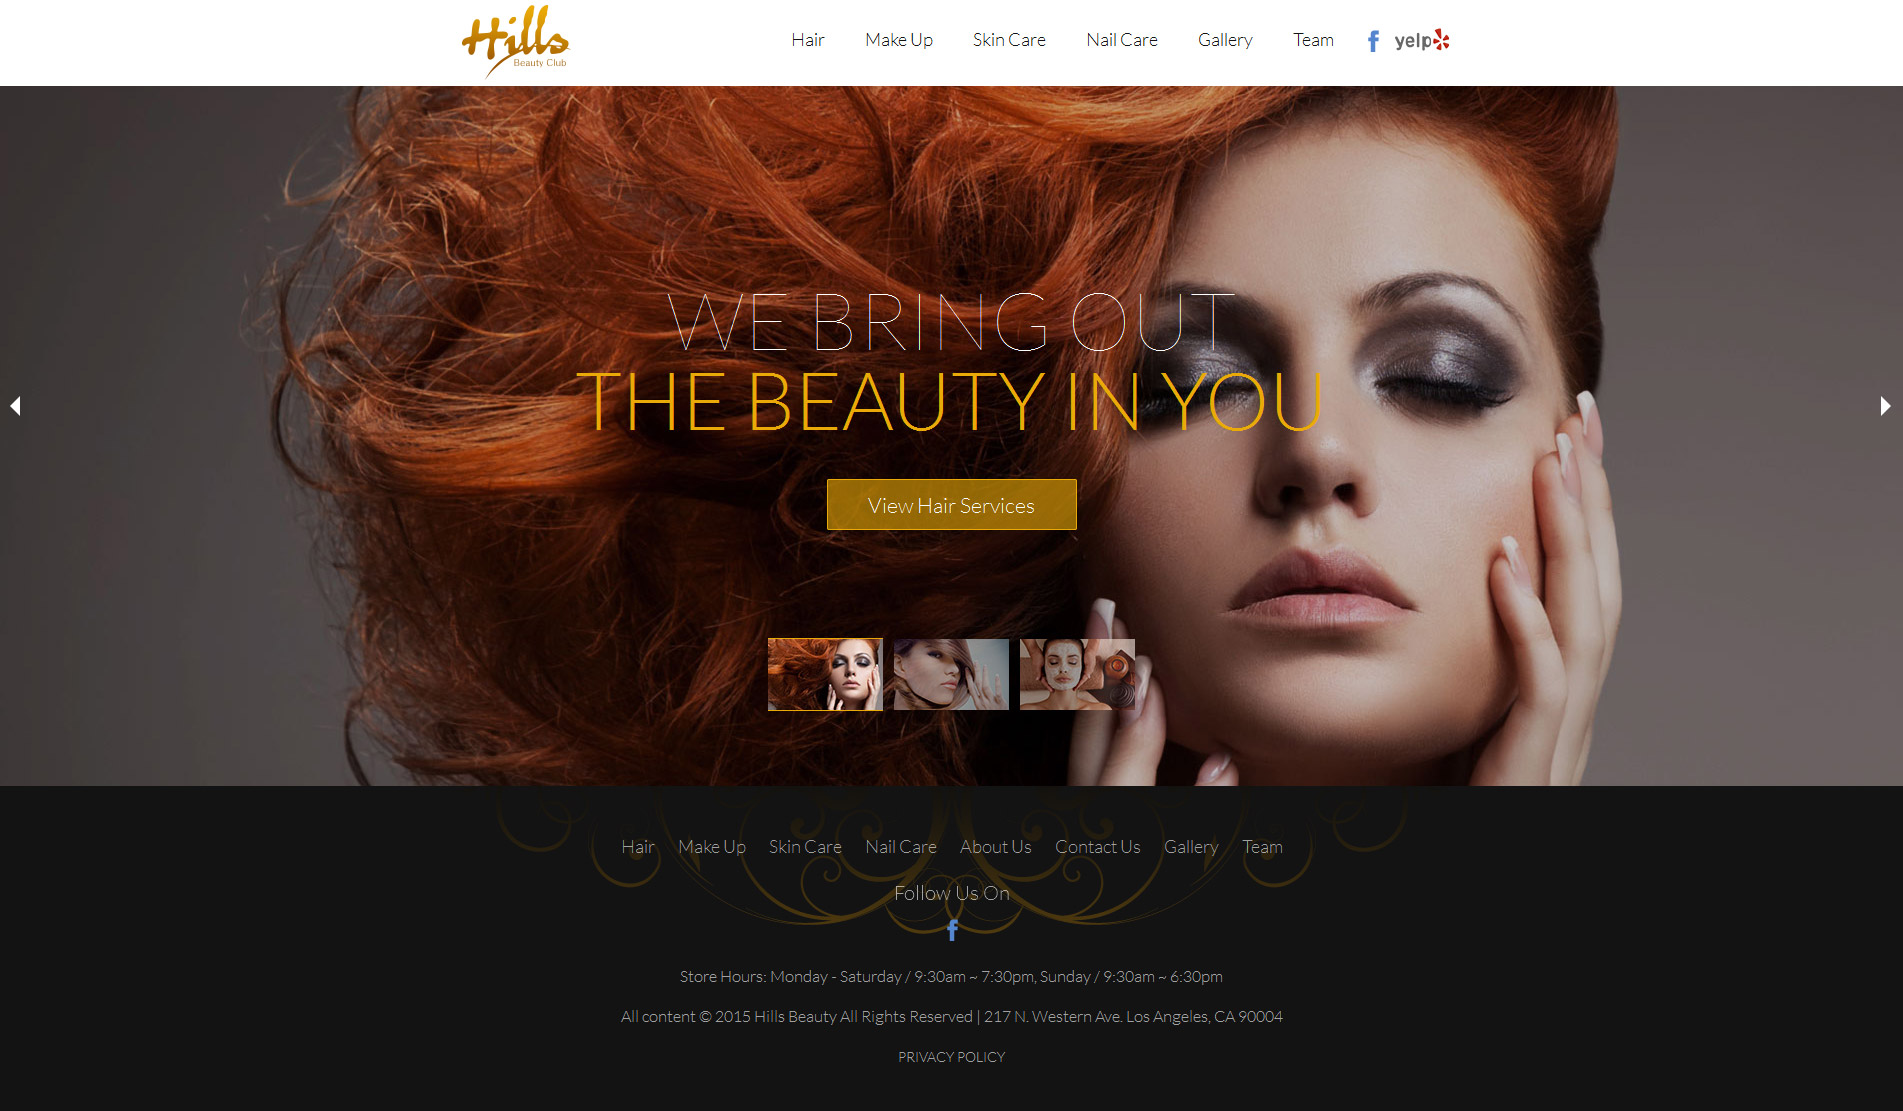 Hills
Beauty Club
Hair Make Up Skin Care Nail Care Gallery Team f yelp
WE BRING OUT
THE BEAUTY IN YOU
View Hair Services
Hair Make Up Skin Care Nail Care About Us Contact Us Gallery Team
Follow Us On
f
Store Hours: Monday - Saturday / 9:30am ~ 7:30pm, Sunday / 9:30am ~ 6:30pm
All content © 2015 Hills Beauty All Rights Reserved | 217 N. Western Ave. Los Angeles, CA 90004
PRIVACY POLICY